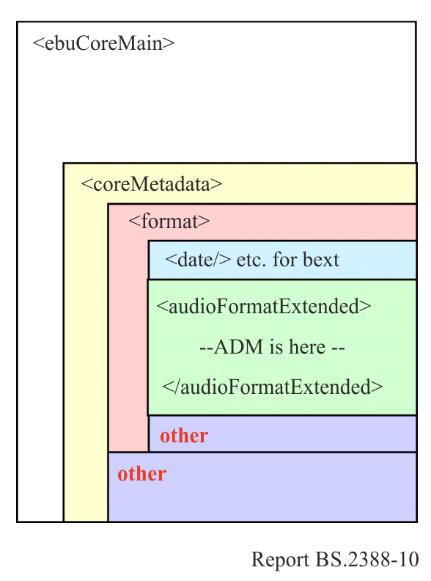 <ebuCoreMain>
<coreMetadata>
<format>
<date/> etc. for bext
<audioFormatExtended>
--ADM is here --
</audioFormatExtended>
other
other
Report BS.2388-10